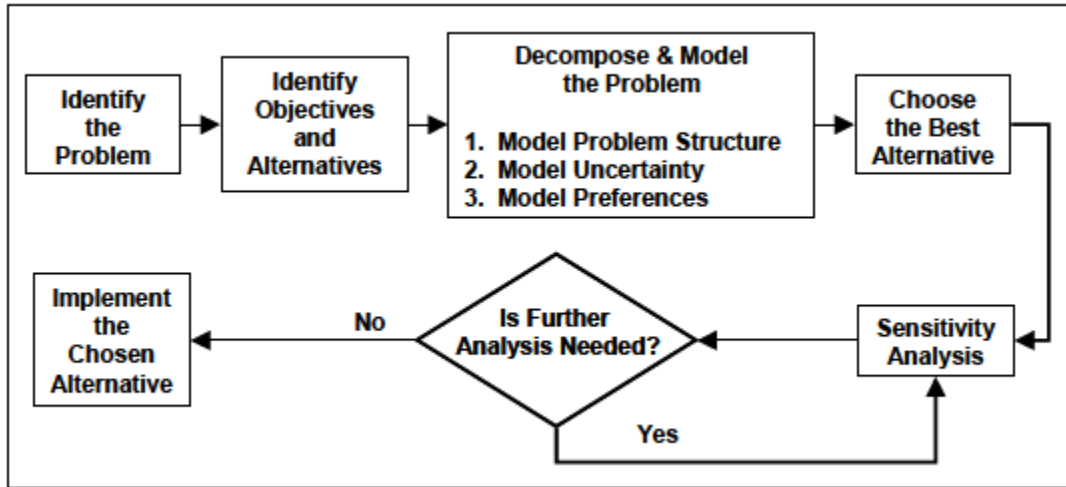 Identify
the
Problem
Identify
Objectives
and
Alternatives
Decompose & Model
the Problem
1. Model Problem Structure
2. Model Uncertainty
3. Model Preferences
Choose
the Best
Alternative
Sensitivity
Analysis
Is Further
Analysis Needed?
Yes
No
Implement
the
Chosen
Alternative